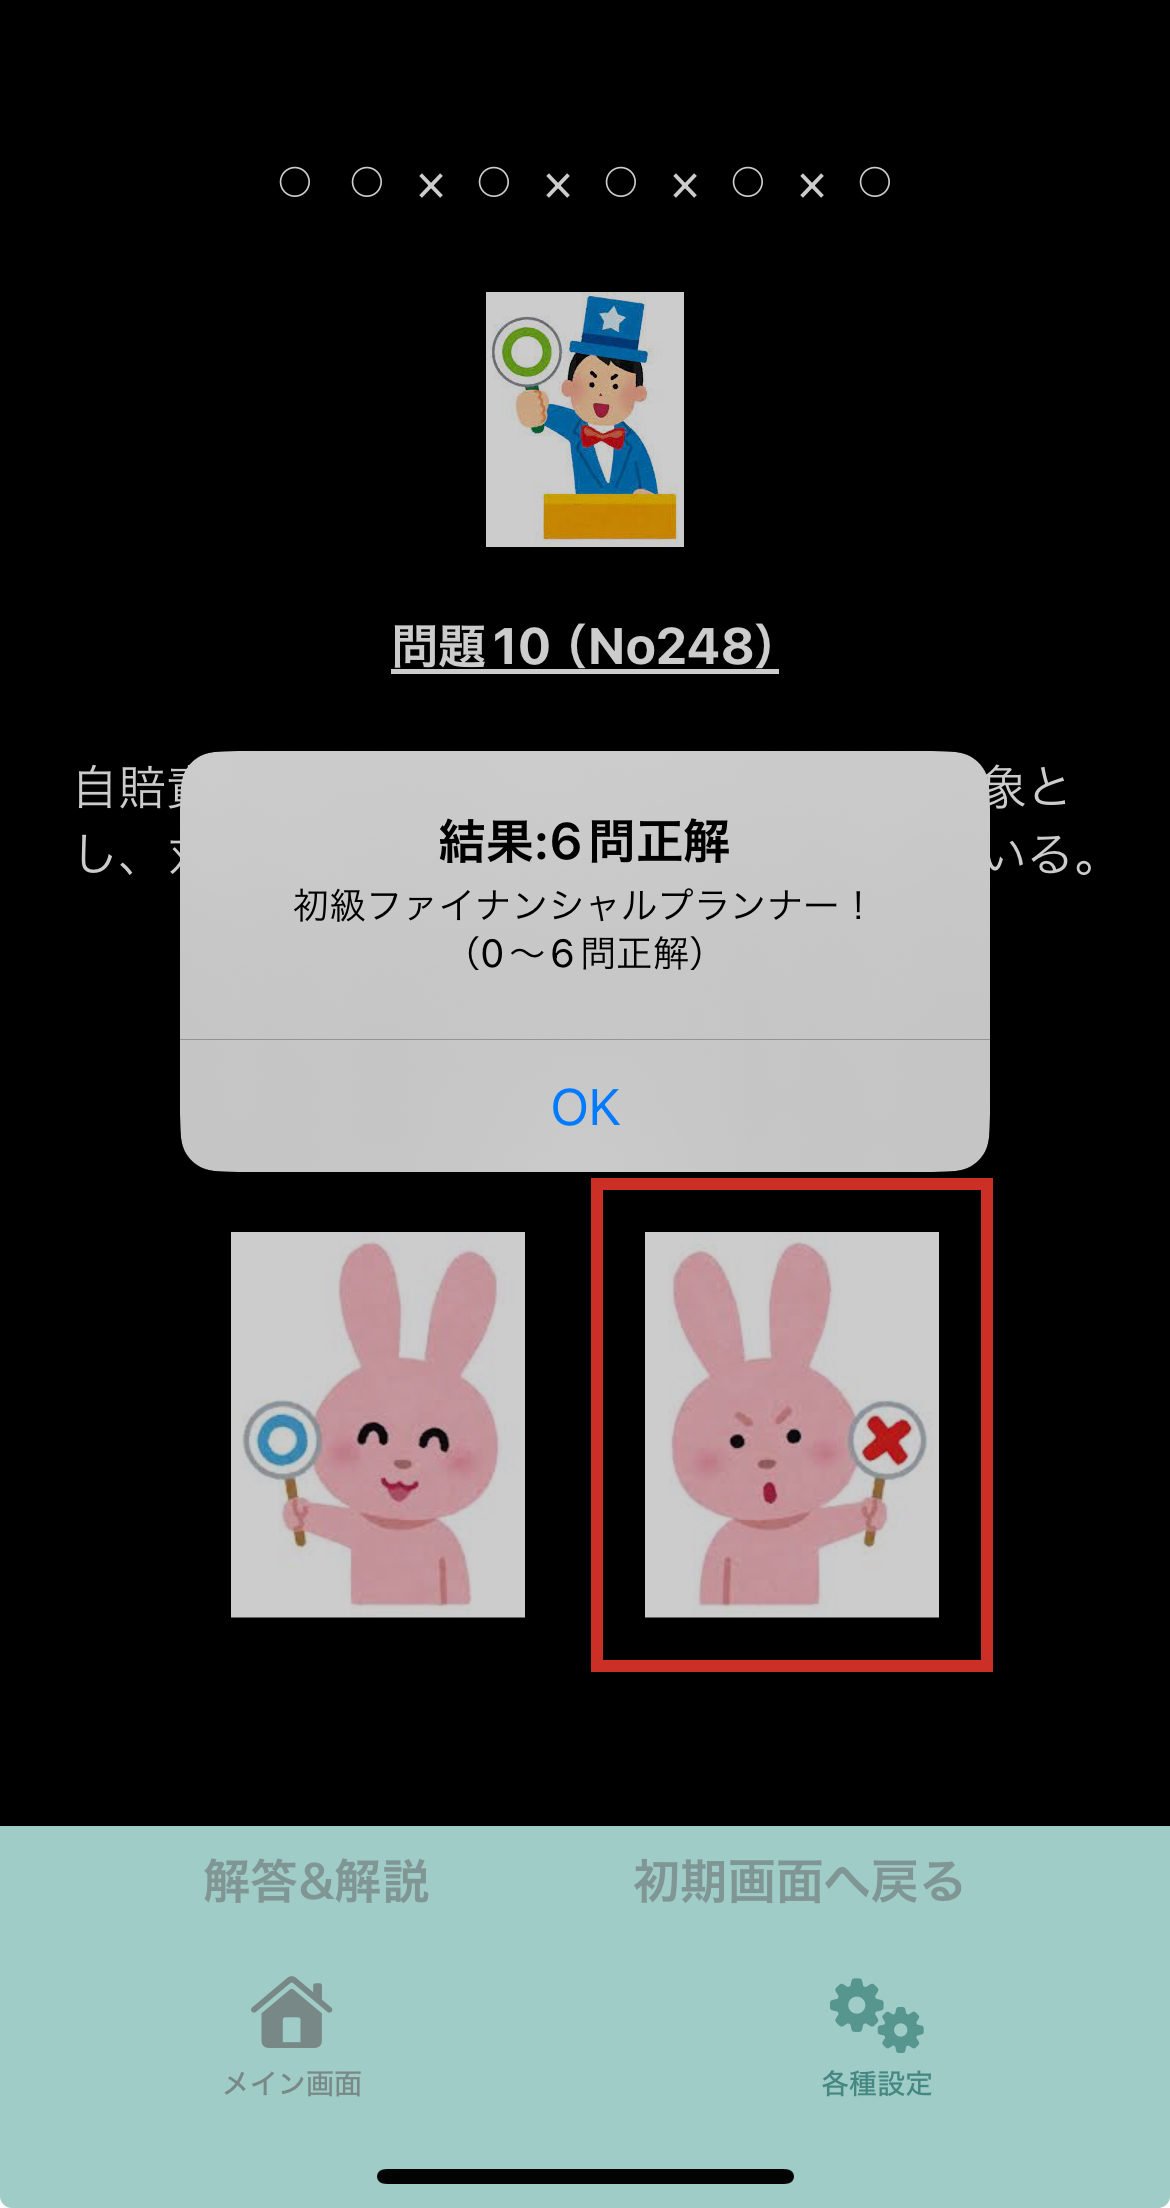 ○ ○ × ○ × ○ × ○ × ○
問題10（No248）
自賠 象と
し、 いる。
結果:6問正解
初級ファイナンシャルプランナー！
（0〜6問正解）
OK
解答&解説 初期画面へ戻る
メイン画面 各種設定